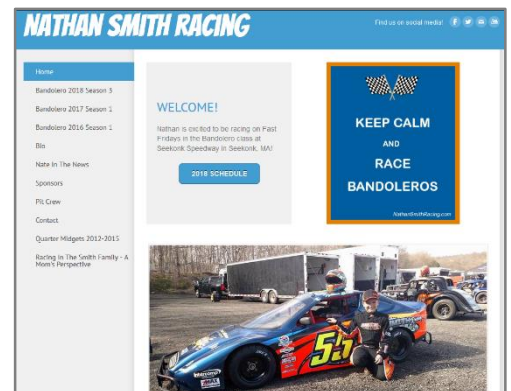 NATHAN SMITH RACING
Find us on social media!
Home
Bandolero 2018 Season 3
Bandolero 2017 Season 1
Bandolero 2016 Season 1
Bio
Nate In The News
Sponsors
Pit Crew
Contact
Quarter Midgets 2012-2015
Racing In The Smith Family - A
Mom's Perspective
WELCOME!
Nathan is excited to be racing on Fast
Fridays in the Bandolero class at
Seekonk Speedway in Seekonk, MA!
2018 SCHEDULE
KEEP CALM
AND
RACE
BANDOLEROS
NathanSmithRacing.com
55